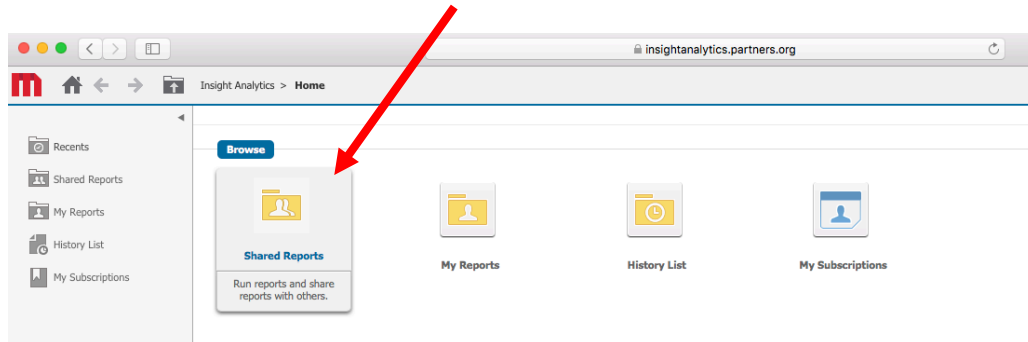 insightanalytics.partners.org
Insight Analytics > Home
Recents
Shared Reports
My Reports
History List
My Subscriptions
Browse
Shared Reports
Run reports and share
reports with others.
My Reports
History List
My Subscriptions